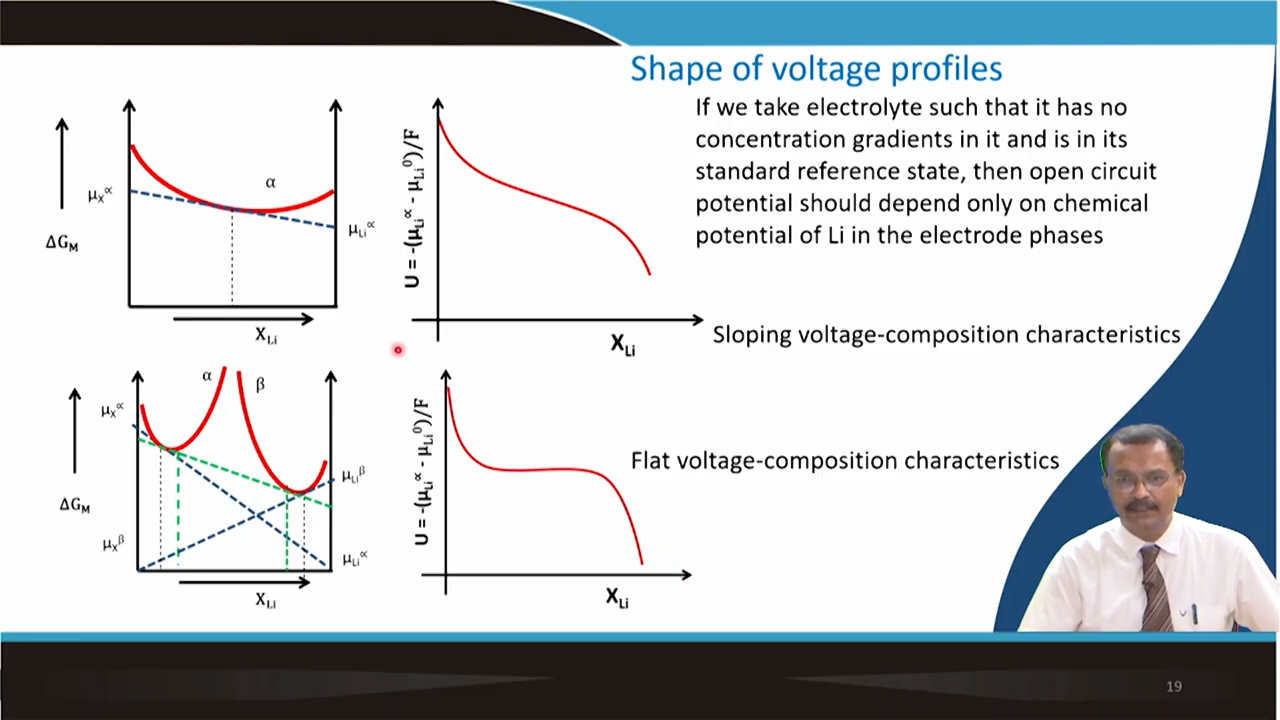 Shape of voltage profiles
If we take electrolyte such that it has no
concentration gradients in it and is in its
standard reference state, then open circuit
potential should depend only on chemical
potential of Li in the electrode phases
ΔG_M
μ_X^∝
α
μ_Li^∝
X_Li
U = -(μ_Li^∝ - μ_Li^0)/F
X_Li
Sloping voltage-composition characteristics
ΔG_M
μ_X^∝
μ_X^β
α
β
μ_Li^β
μ_Li^∝
X_Li
U = -(μ_Li^∝ - μ_Li^0)/F
X_Li
Flat voltage-composition characteristics
19